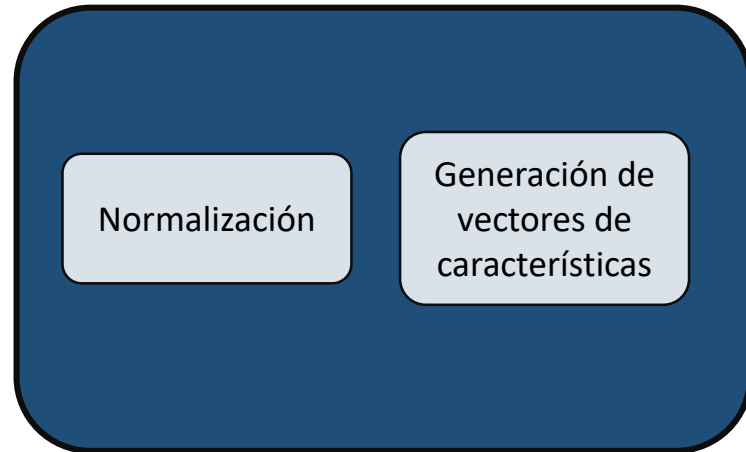 Normalización
Generación de
vectores de
características